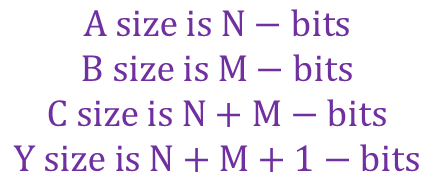 A size is N − bits
B size is M − bits
C size is N + M − bits
Y size is N + M + 1 − bits